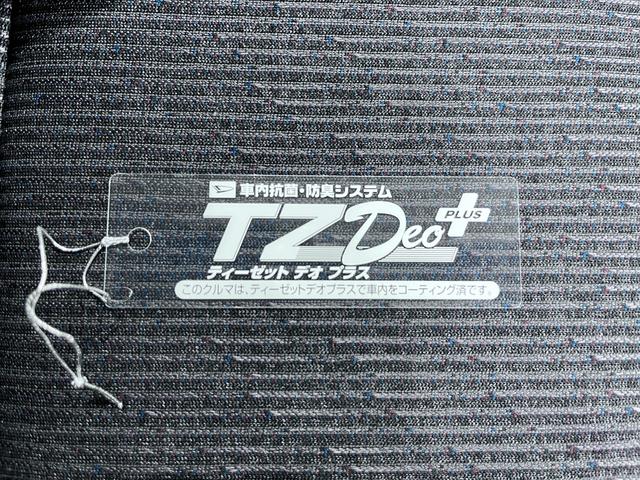 車内抗菌・防臭システム
TZ Deo PLUS
ティーゼット デオ プラス
このクルマは、ティーゼットデオプラスで車内をコーティング済です。